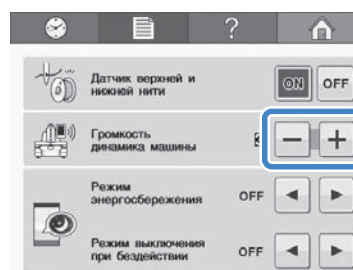 ?
Датчик верхней и
нижней нити
ON OFF
Громкость
динамика машины
− +
Режим
энергосбережения
OFF
Режим выключения
при бездействии
OFF